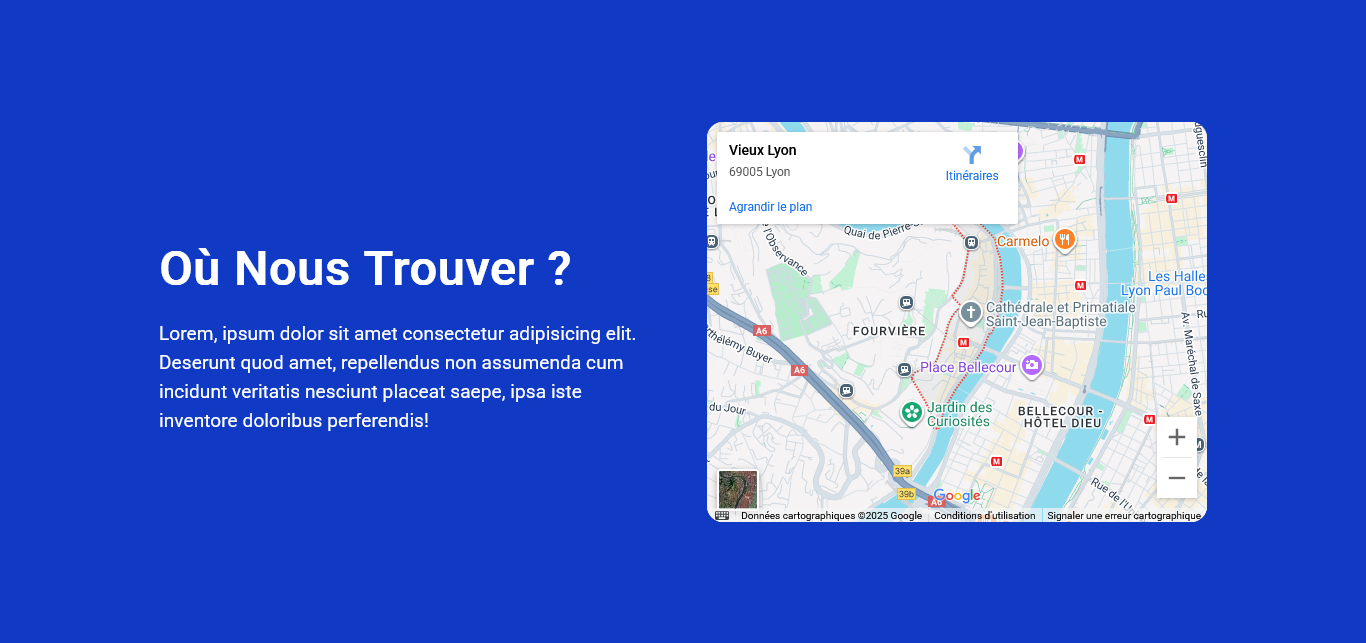 Où Nous Trouver ?
Lorem, ipsum dolor sit amet consectetur adipisicing elit.
Deserunt quod amet, repellendus non assumenda cum
incidunt veritatis nesciunt placeat saepe, ipsa iste
inventore doloribus perferendis!
Vieux Lyon
69005 Lyon
Itinéraires
Agrandir le plan
M
M
Quai de Pierre-S
l'Observance
Carmelo
Les Halles
Lyon Paul Boc
M
Cathédrale et Primatiale
Saint-Jean-Baptiste
A6
FOURVIÈRE
M
Av. Maréchal de Saxe
thélémy Buyer
A6
Place Bellecour
du Jour
Jardin des
Curiosités
BELLECOUR -
HÔTEL DIEU
M
M
39a
39b
A6
Rue de l'U
Google
Données cartographiques ©2025 Google
Conditions d'utilisation
Signaler une erreur cartographique